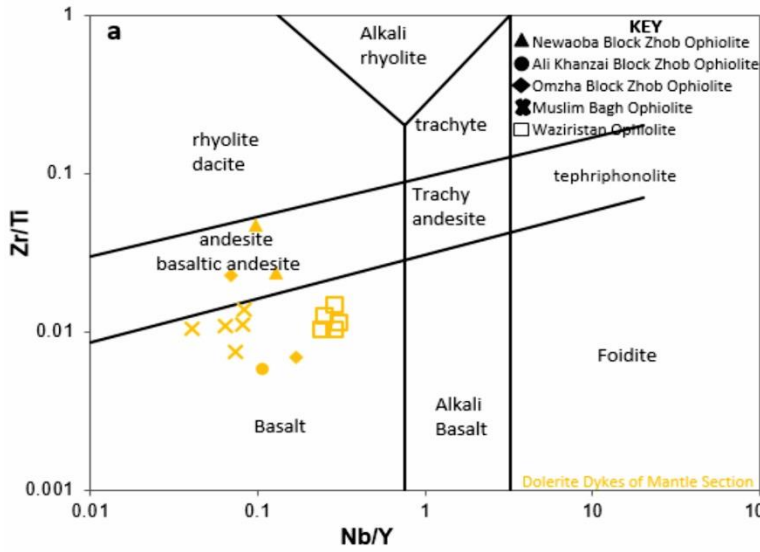 1
a
KEY
Alkali
rhyolite
Newaoba Block Zhob Ophiolite
Ali Khanzai Block Zhob Ophiolite
Omzha Block Zhob Ophiolite
Muslim Bagh Ophiolite
Waziristan Ophiolite
trachyte
rhyolite
dacite
0.1
tephriphonolite
Trachy
andesite
Zr/Ti
andesite
basaltic andesite
0.01
Foidite
Alkali
Basalt
Basalt
Dolerite Dykes of Mantle Section
0.001
0.01
0.1
1
10
10
Nb/Y